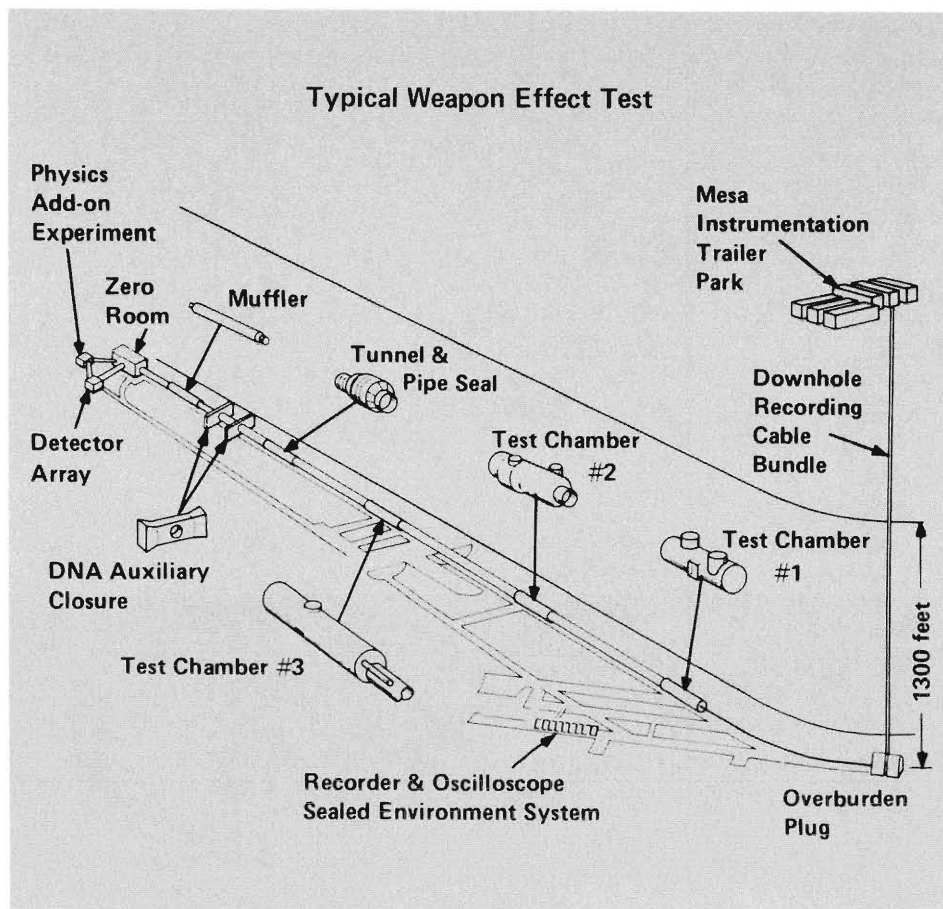 Typical Weapon Effect Test
Physics
Add-on
Experiment
Zero
Room
Muffler
Tunnel &
Pipe Seal
Mesa
Instrumentation
Trailer
Park
Detector
Array
Test Chamber
#2
Downhole
Recording
Cable
Bundle
DNA Auxiliary
Closure
Test Chamber
#1
Test Chamber #3
1300 feet
Recorder & Oscilloscope
Sealed Environment System
Overburden
Plug